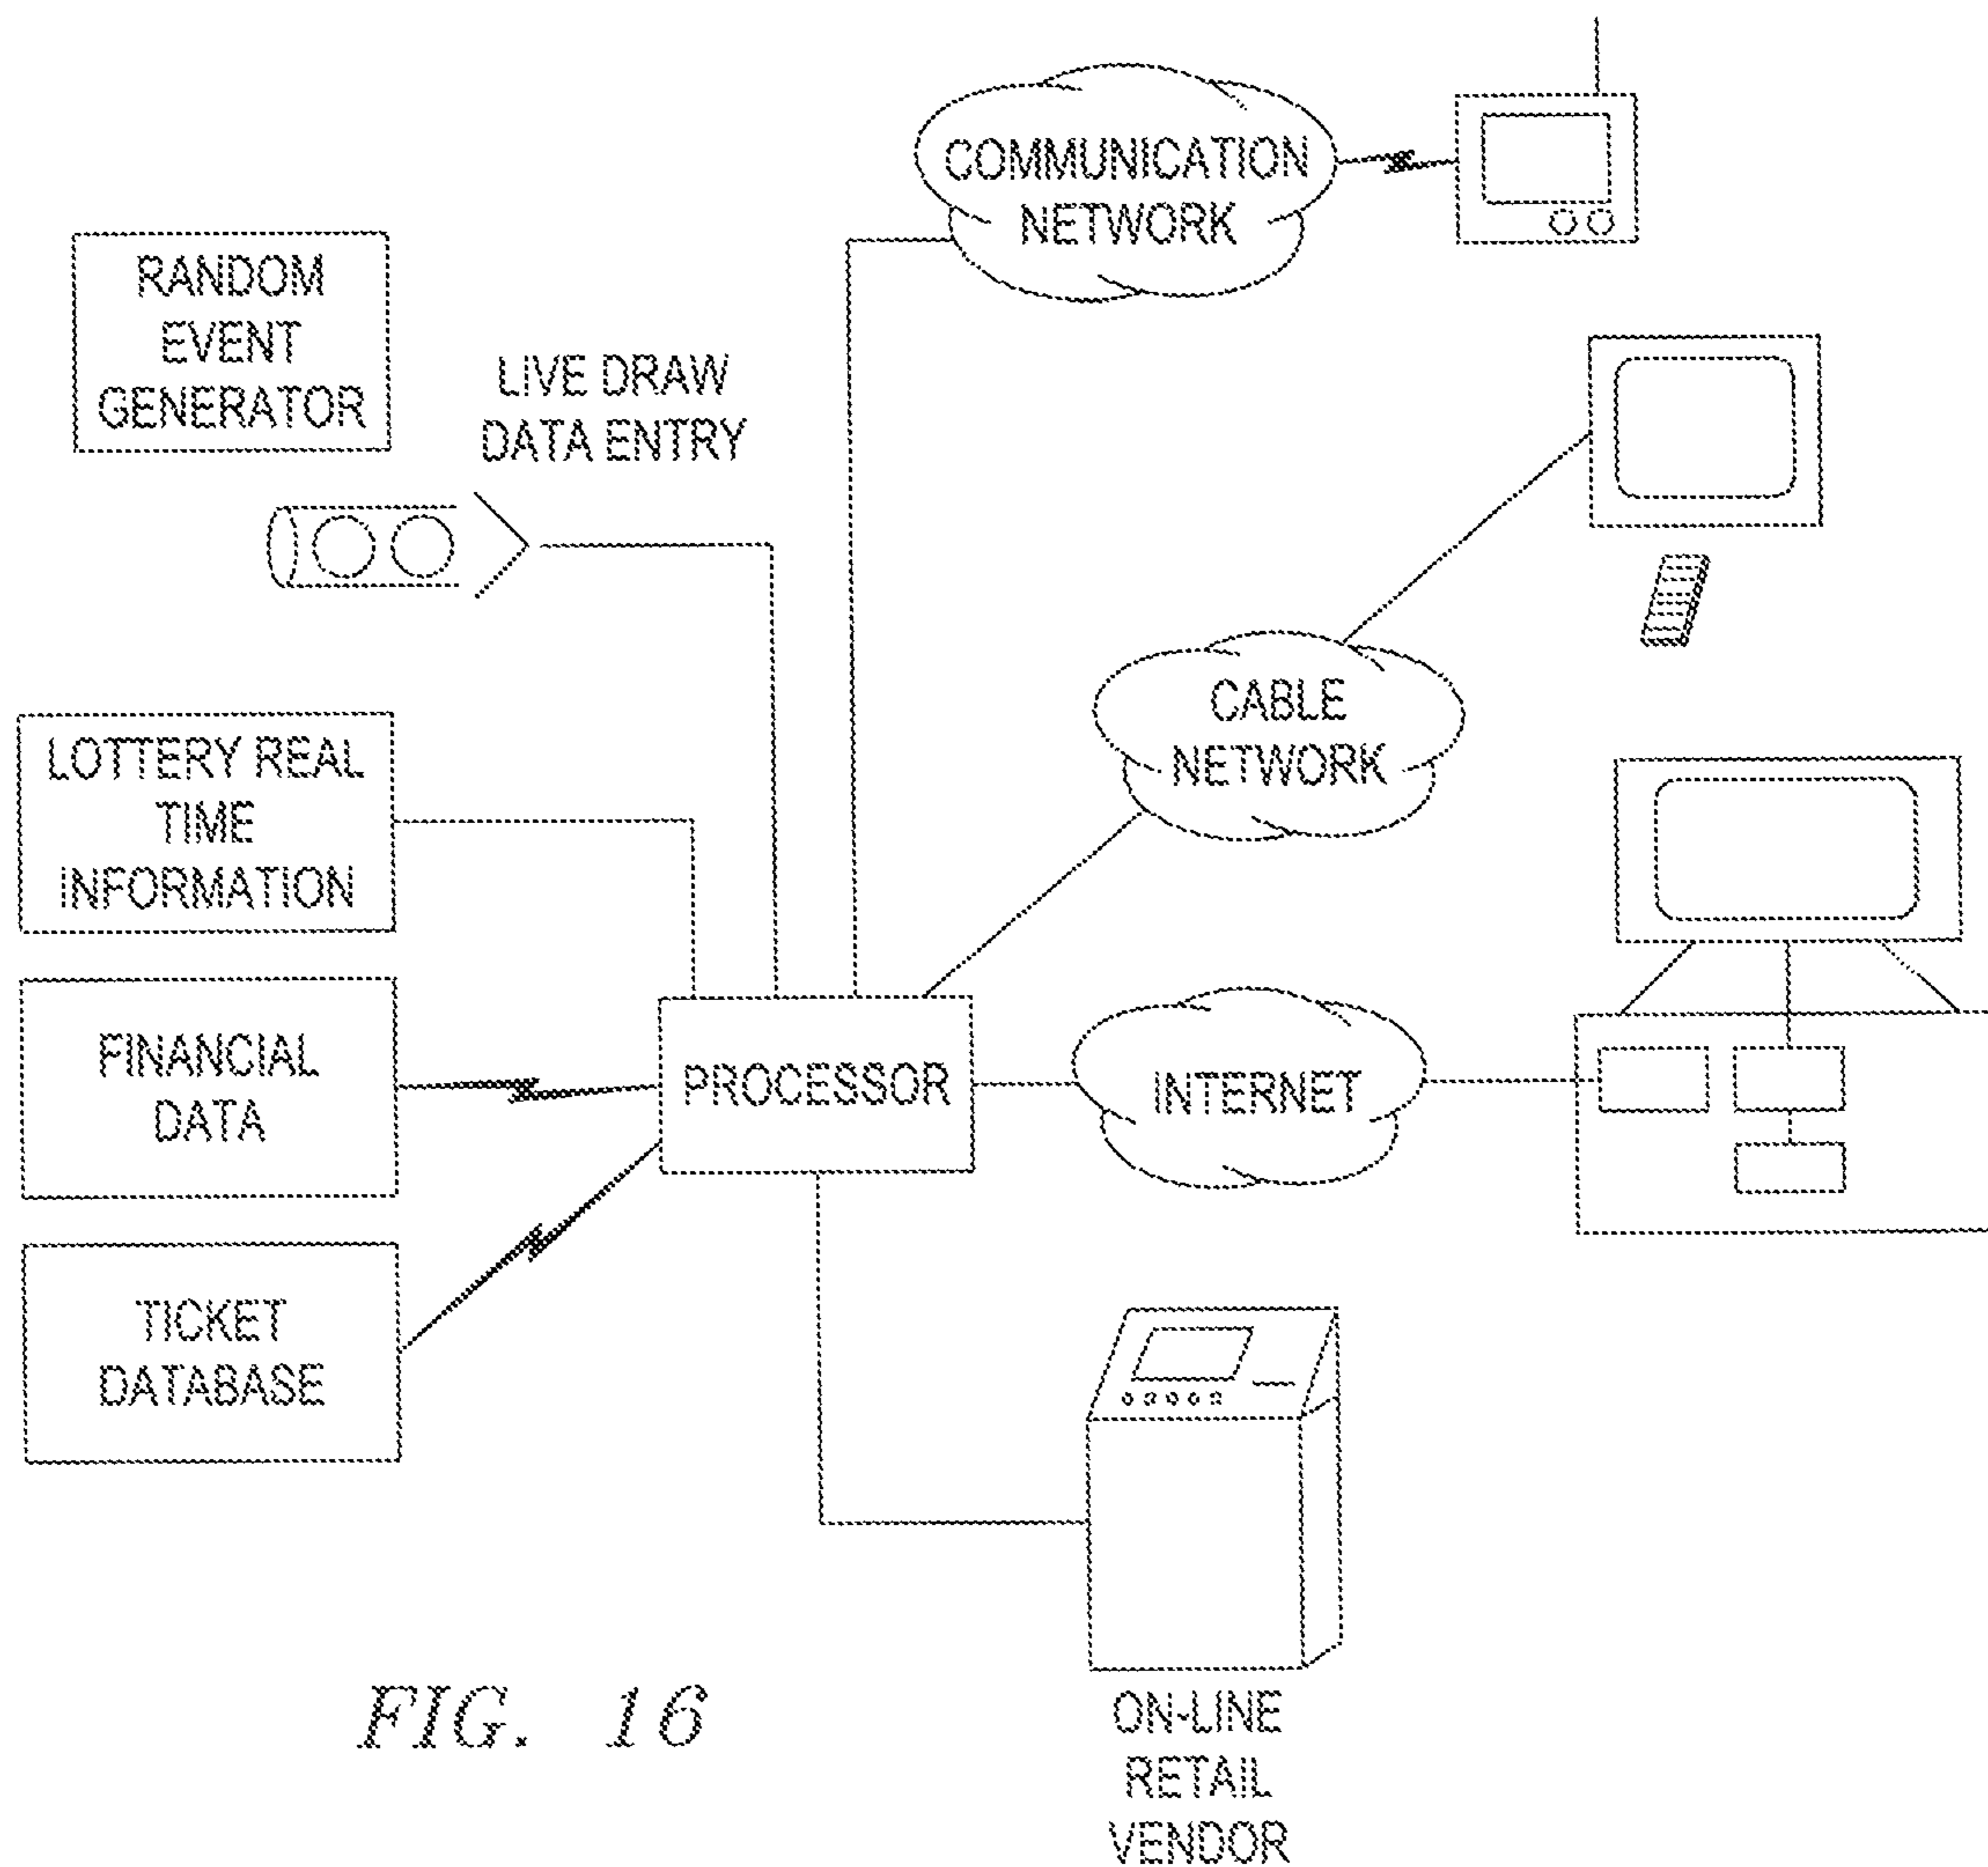 COMMUNICATION
NETWORK
RANDOM
EVENT
GENERATOR
LIVE DRAW
DATA ENTRY
CABLE
NETWORK
LOTTERY REAL
TIME
INFORMATION
FINANCIAL
DATA
PROCESSOR
INTERNET
TICKET
DATABASE
ON-LINE
RETAIL
VENDOR
FIG. 16